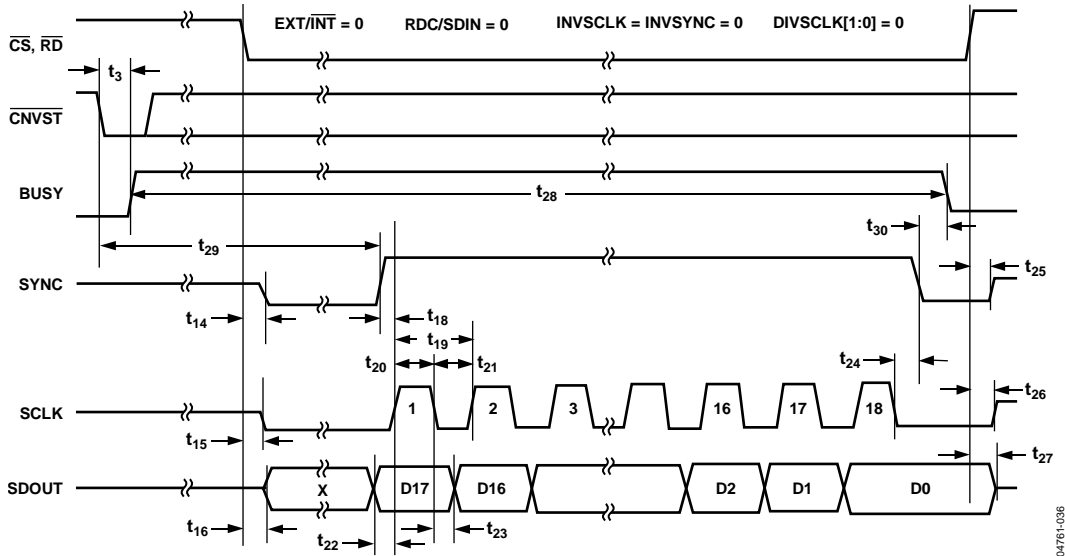 EXT/INT = 0 RDC/SDIN = 0 INVSCLK = INVSYNC = 0 DIVSCLK[1:0] = 0
CS, RD
t3
CNVST
BUSY
t28
t30
t29
t25
SYNC
t14
t18
t19
t20
t21
t24
t26
SCLK
1 2 3 16 17 18
t15
t27
SDOUT
X D17 D16 D2 D1 D0
t16
t22
t23
04761-036